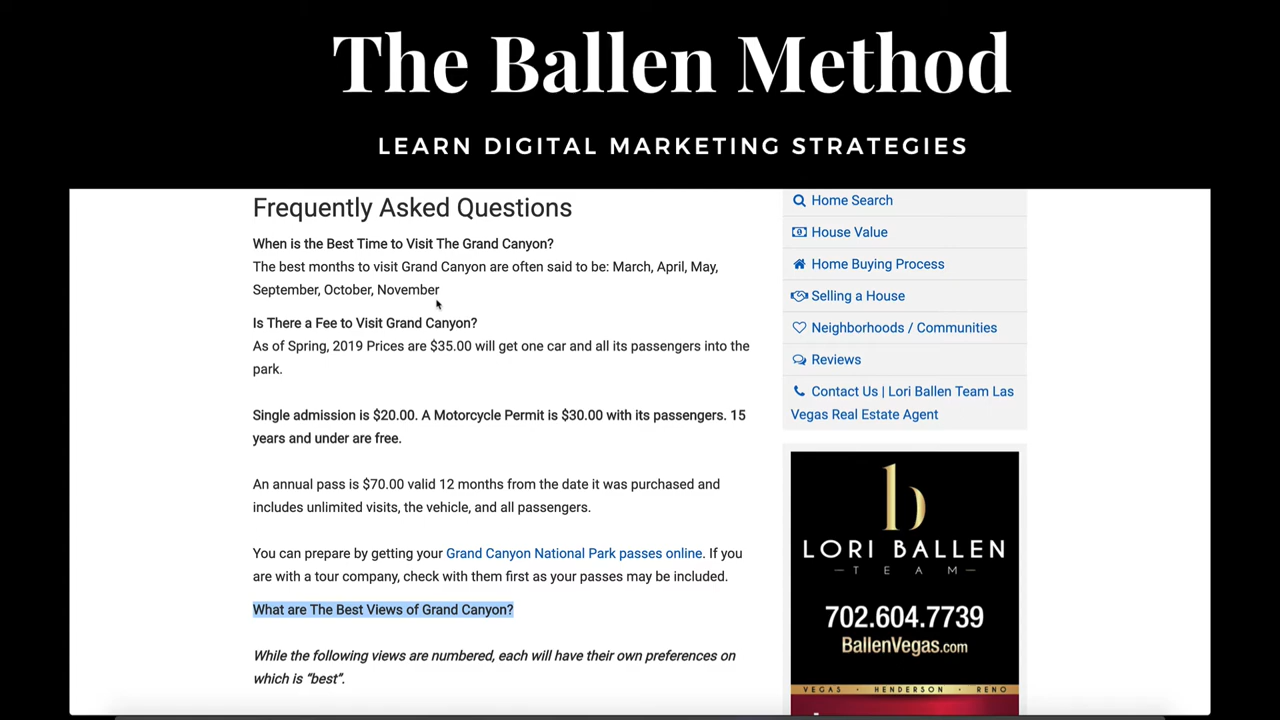 The Ballen Method
LEARN DIGITAL MARKETING STRATEGIES
Frequently Asked Questions
When is the Best Time to Visit The Grand Canyon?
The best months to visit Grand Canyon are often said to be: March, April, May,
September, October, November
Is There a Fee to Visit Grand Canyon?
As of Spring, 2019 Prices are $35.00 will get one car and all its passengers into the
park.
Single admission is $20.00. A Motorcycle Permit is $30.00 with its passengers. 15
years and under are free.
An annual pass is $70.00 valid 12 months from the date it was purchased and
includes unlimited visits, the vehicle, and all passengers.
You can prepare by getting your Grand Canyon National Park passes online. If you
are with a tour company, check with them first as your passes may be included.
What are The Best Views of Grand Canyon?
While the following views are numbered, each will have their own preferences on
which is “best”.
Home Search
House Value
Home Buying Process
Selling a House
Neighborhoods / Communities
Reviews
Contact Us | Lori Ballen Team Las
Vegas Real Estate Agent
b
LORI BALLEN
TEAM
702.604.7739
BallenVegas.com
VEGAS • HENDERSON • RENO